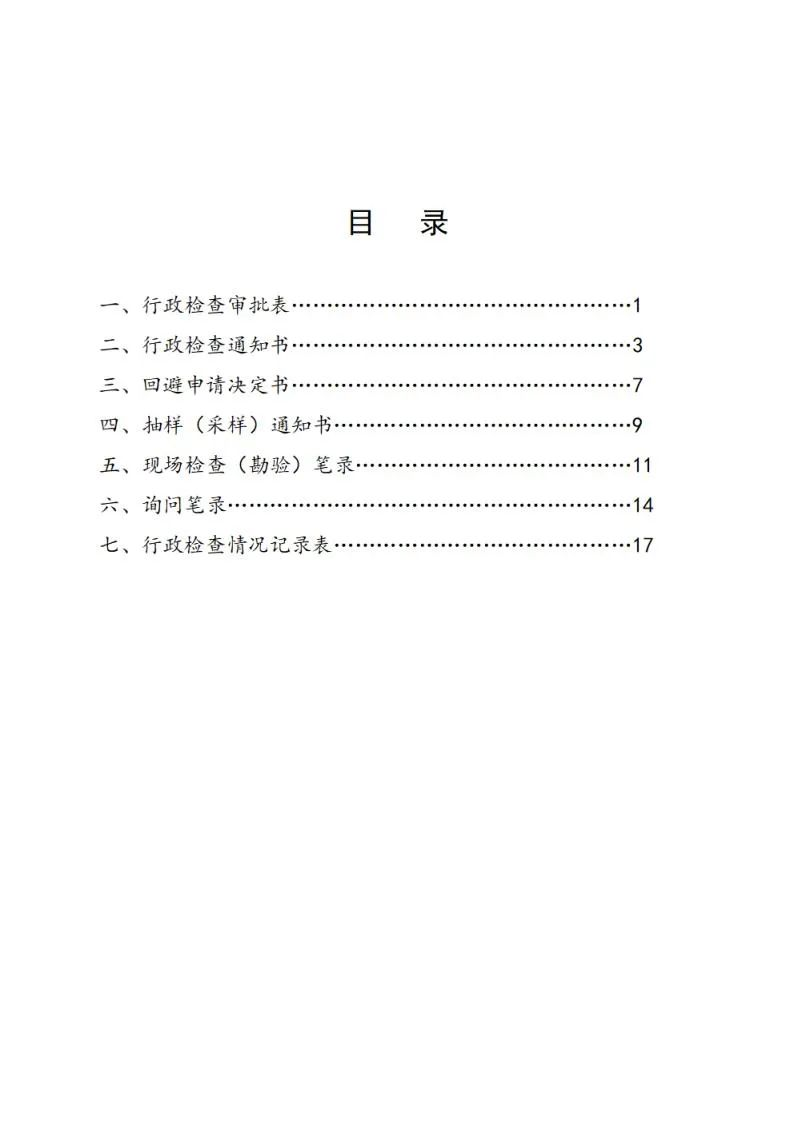 目 录
一、行政检查审批表………………………………………………1
二、行政检查通知书………………………………………………3
三、回避申请决定书………………………………………………7
四、抽样（采样）通知书…………………………………………9
五、现场检查（勘验）笔录………………………………………11
六、询问笔录………………………………………………………14
七、行政检查情况记录表…………………………………………17